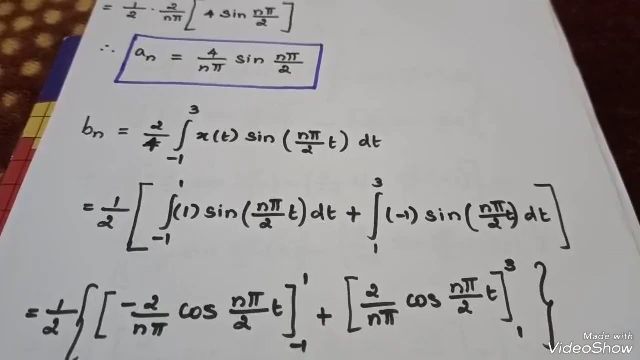 = 1/2 · 2/nπ [ 4 sin nπ/2 ]
∴ aₙ = 4/nπ sin nπ/2
bₙ = 2/4 ∫₋₁³ x(t) sin (nπ/2 t) dt
= 1/2 [ ∫₋₁¹ (1) sin (nπ/2 t) dt + ∫₁³ (-1) sin (nπ/2 t) dt ]
= 1/2 { [ -2/nπ cos nπ/2 t ]₋₁¹ + [ 2/nπ cos nπ/2 t ]₁³ }
Made with
VideoShow